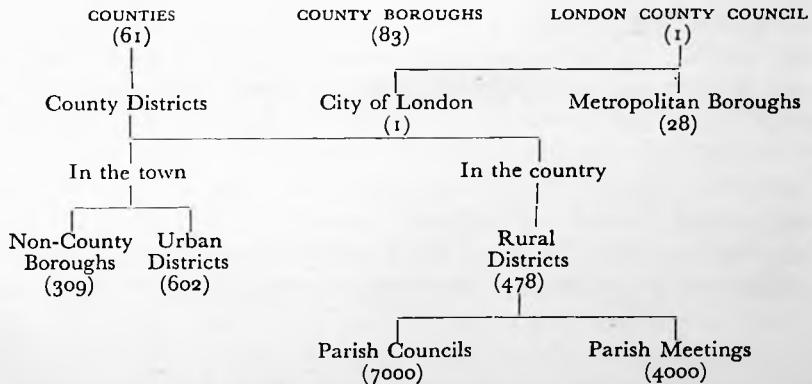 COUNTIES COUNTY BOROUGHS LONDON COUNTY COUNCIL
(61) (83) (1)
County Districts City of London Metropolitan Boroughs
(1) (28)
In the town In the country
Non-County Urban Rural
Boroughs Districts Districts
(309) (602) (478)
Parish Councils Parish Meetings
(7000) (4000)